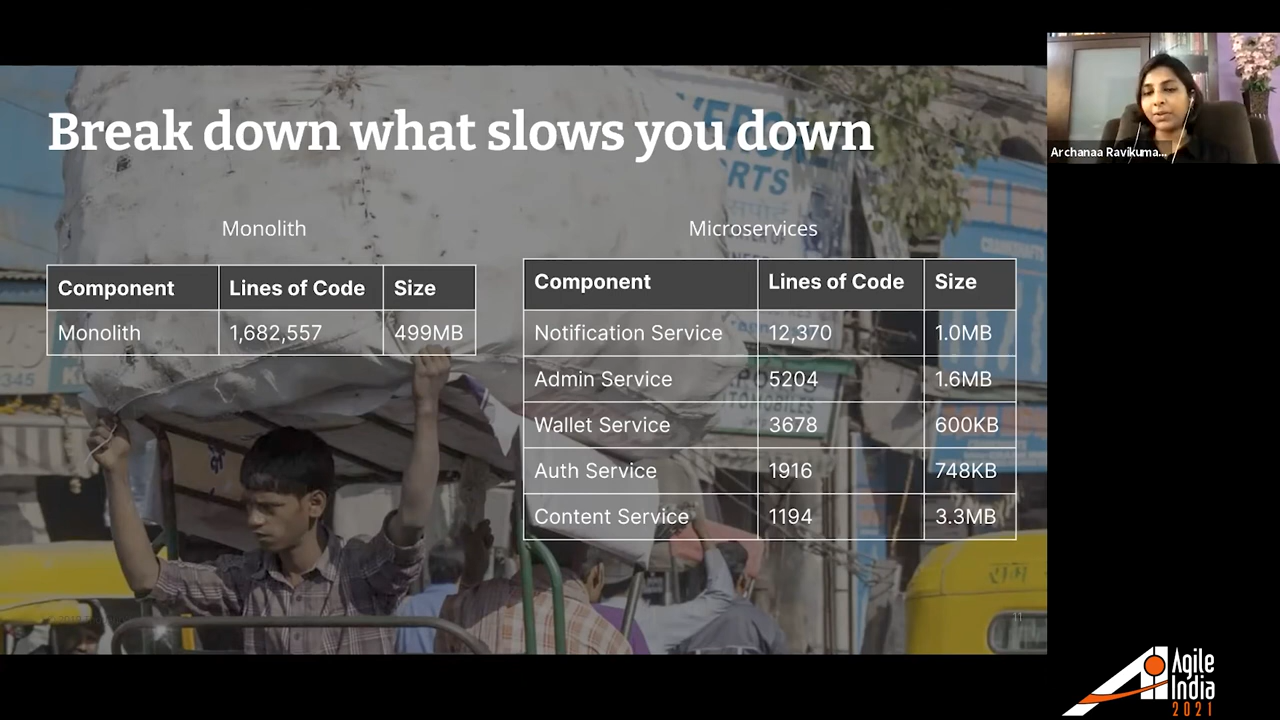 Break down what slows you down
Monolith
Component Lines of Code Size
Monolith 1,682,557 499MB
Microservices
Component Lines of Code Size
Notification Service 12,370 1.0MB
Admin Service 5204 1.6MB
Wallet Service 3678 600KB
Auth Service 1916 748KB
Content Service 1194 3.3MB
11
Archanaa Ravikuma...
Agile
India
2021